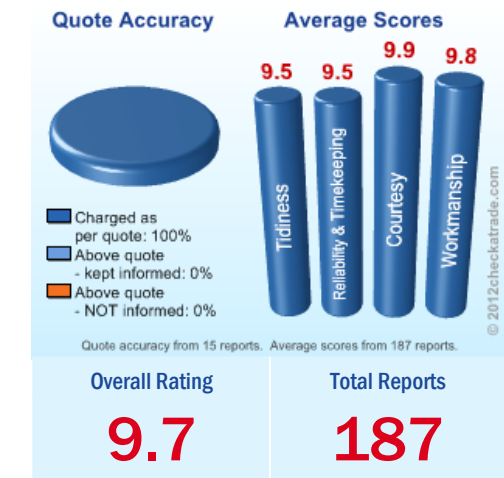 Quote Accuracy
Average Scores
9.5
9.5
9.9
9.8
Tidiness
Reliability & Timekeeping
Courtesy
Workmanship
Charged as
per quote: 100%
Above quote
- kept informed: 0%
Above quote
- NOT informed: 0%
© 2012checkatrade.com
Quote accuracy from 15 reports. Average scores from 187 reports.
Overall Rating
Total Reports
9.7
187